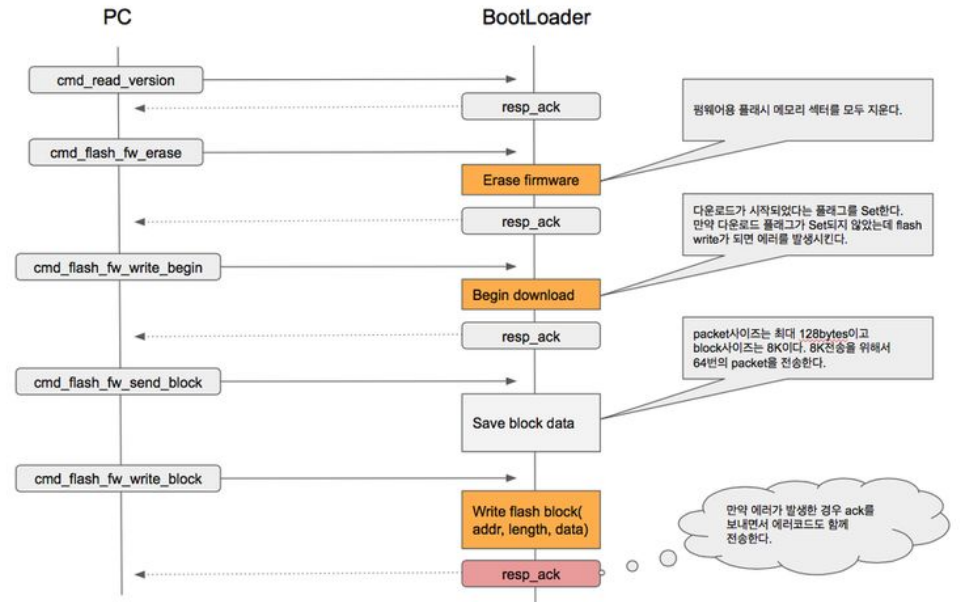 PC
BootLoader
cmd_read_version
resp_ack
펌웨어용 플래시 메모리 섹터를 모두 지운다.
cmd_flash_fw_erase
Erase firmware
resp_ack
다운로드가 시작되었다는 플래그를 Set한다.
만약 다운로드 플래그가 Set되지 않았는데 flash
write가 되면 에러를 발생시킨다.
cmd_flash_fw_write_begin
Begin download
resp_ack
packet사이즈는 최대 128bytes이고
block사이즈는 8K이다. 8K전송을 위해서
64번의 packet을 전송한다.
cmd_flash_fw_send_block
Save block data
cmd_flash_fw_write_block
Write flash block(
addr, length, data)
만약 에러가 발생한 경우 ack를
보내면서 에러코드도 함께
전송한다.
resp_ack